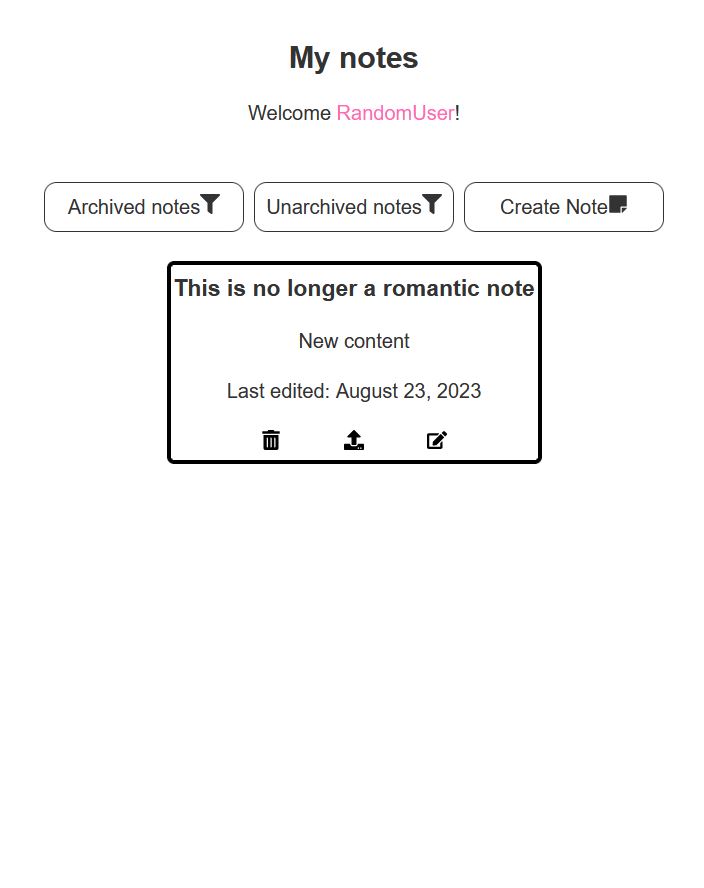 My notes
Welcome RandomUser!
Archived notes Unarchived notes Create Note
This is no longer a romantic note
New content
Last edited: August 23, 2023